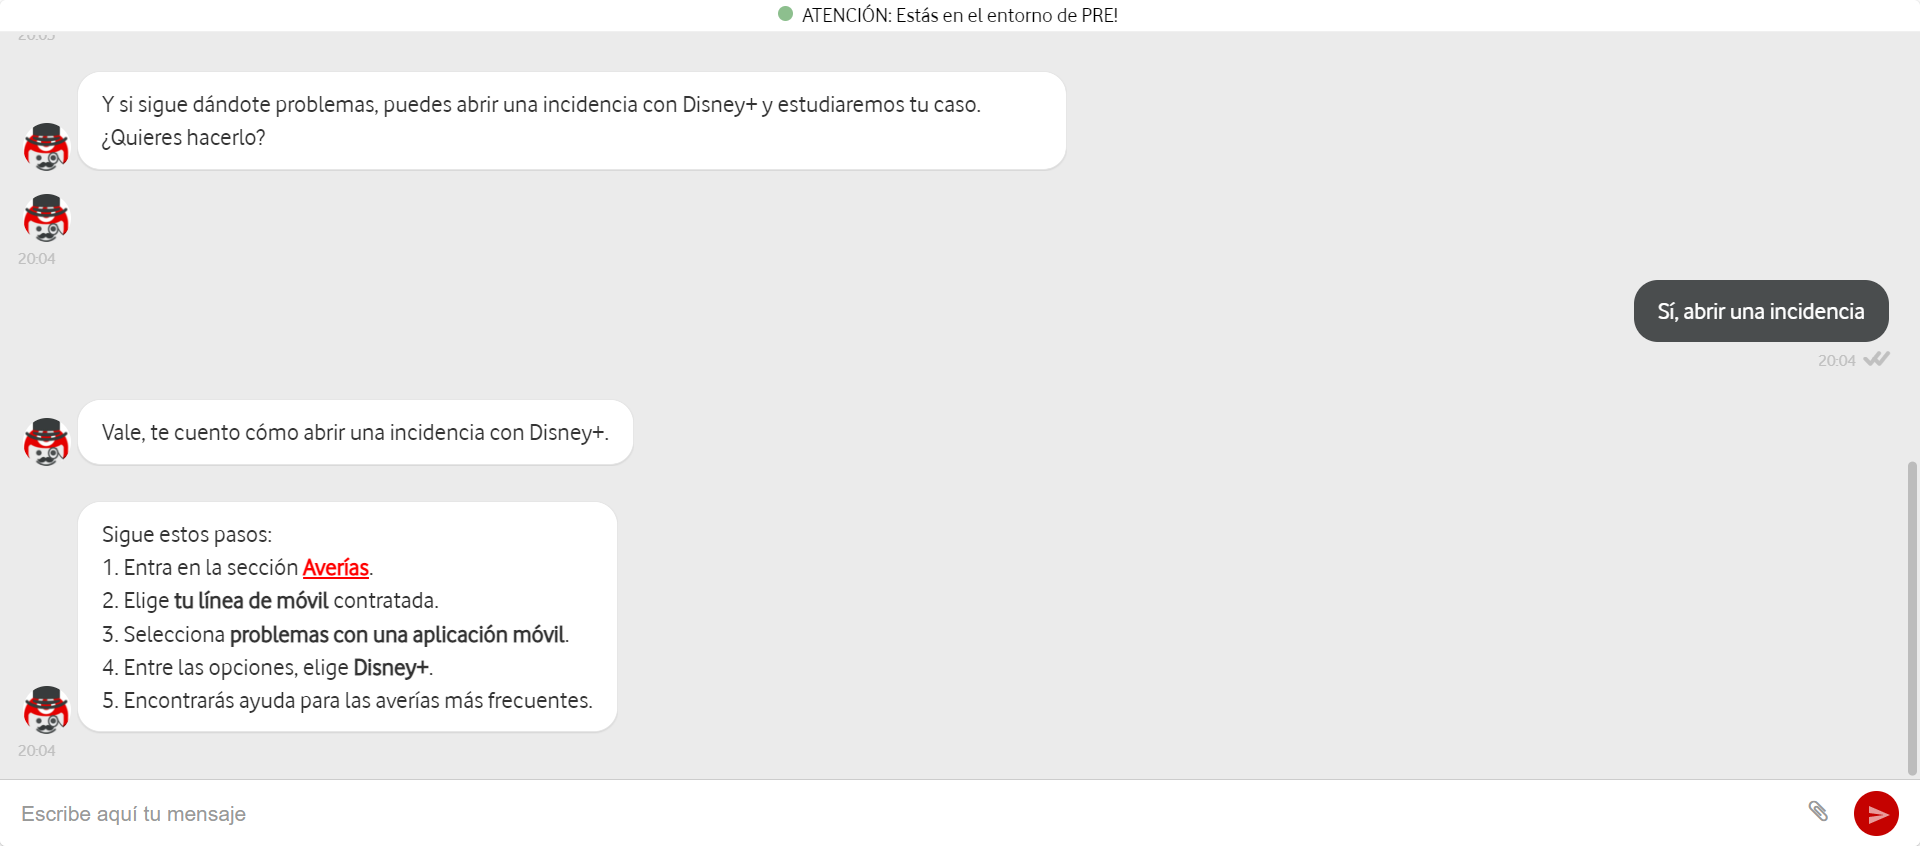 ATENCIÓN: Estás en el entorno de PRE!
Y si sigue dándote problemas, puedes abrir una incidencia con Disney+ y estudiaremos tu caso.
¿Quieres hacerlo?
20:04
Sí, abrir una incidencia
20:04
Vale, te cuento cómo abrir una incidencia con Disney+.
Sigue estos pasos:
1. Entra en la sección Averías.
2. Elige tu línea de móvil contratada.
3. Selecciona problemas con una aplicación móvil.
4. Entre las opciones, elige Disney+.
5. Encontrarás ayuda para las averías más frecuentes.
20:04
Escribe aquí tu mensaje